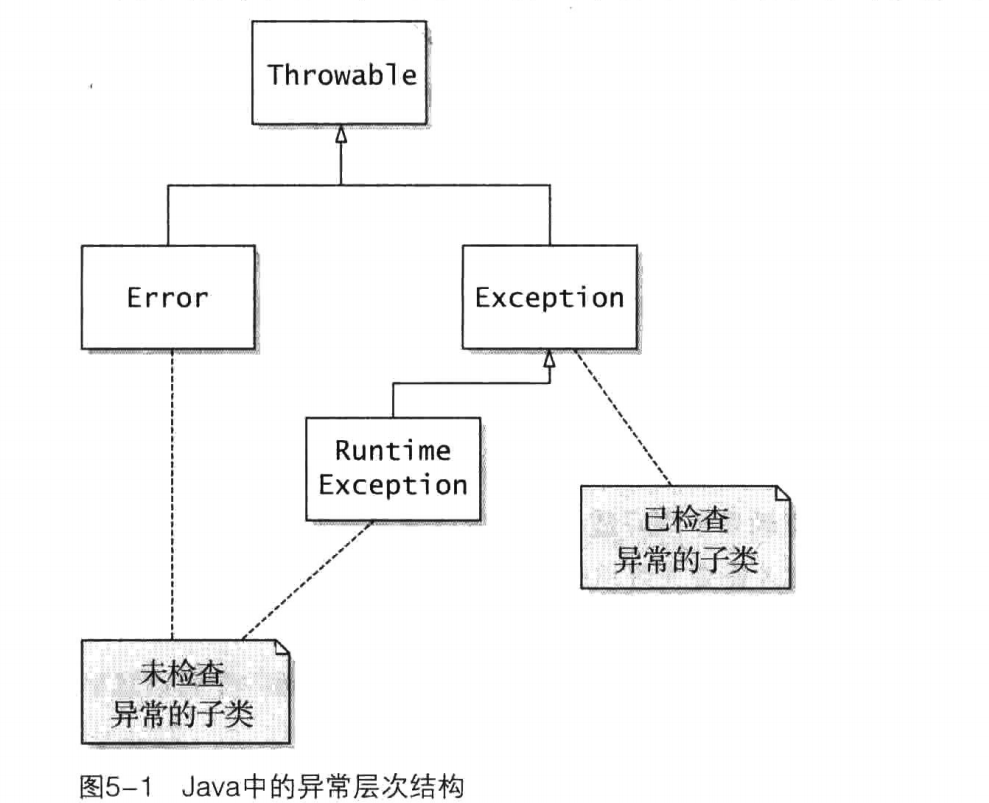 Throwable
Error
Exception
Runtime
Exception
已检查
异常的子类
未检查
异常的子类
图5-1 Java中的异常层次结构